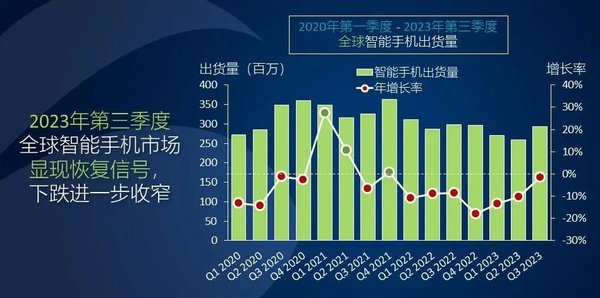 2020年第一季度 - 2023年第三季度
全球智能手机出货量
2023年第三季度
全球智能手机市场
显现恢复信号，
下跌进一步收窄
出货量（百万）
智能手机出货量
年增长率
增长率
400
350
300
250
200
150
100
50
0
40%
30%
20%
10%
0%
-10%
-20%
-30%
Q1 2020
Q2 2020
Q3 2020
Q4 2020
Q1 2021
Q2 2021
Q3 2021
Q4 2021
Q1 2022
Q2 2022
Q3 2022
Q4 2022
Q1 2023
Q2 2023
Q3 2023